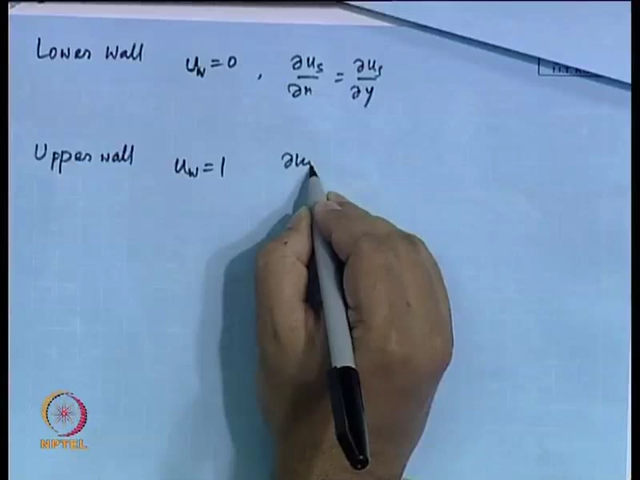 Lower wall u_w=0 , ∂u_s/∂n = ∂u_s/∂y
Upper wall u_w=1 ∂u
NPTEL